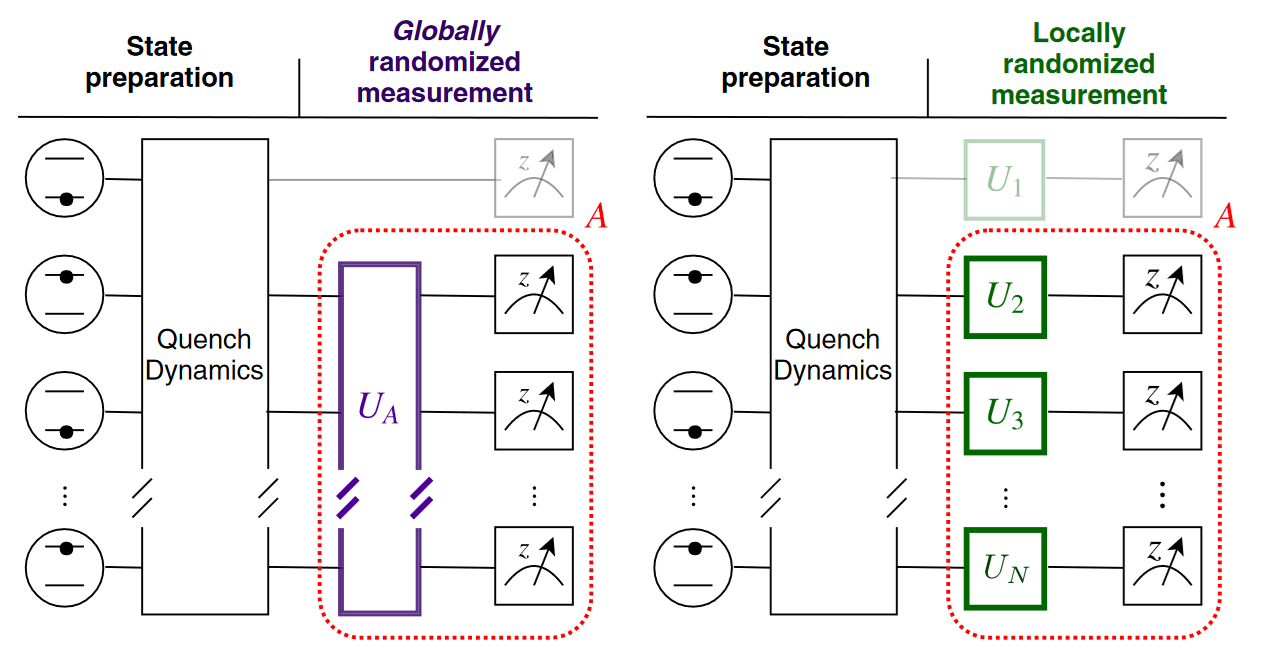 State
preparation
Globally
randomized
measurement
z
A
z
Quench
Dynamics
U_A
z
⋮
⋮
z
State
preparation
Locally
randomized
measurement
U_1
z
A
U_2
z
Quench
Dynamics
U_3
z
⋮
⋮
⋮
U_N
z